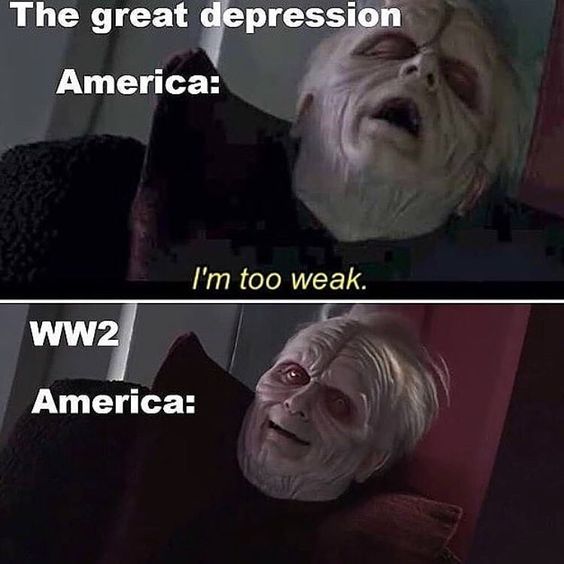 The great depression
America:
I'm too weak.
WW2
America: